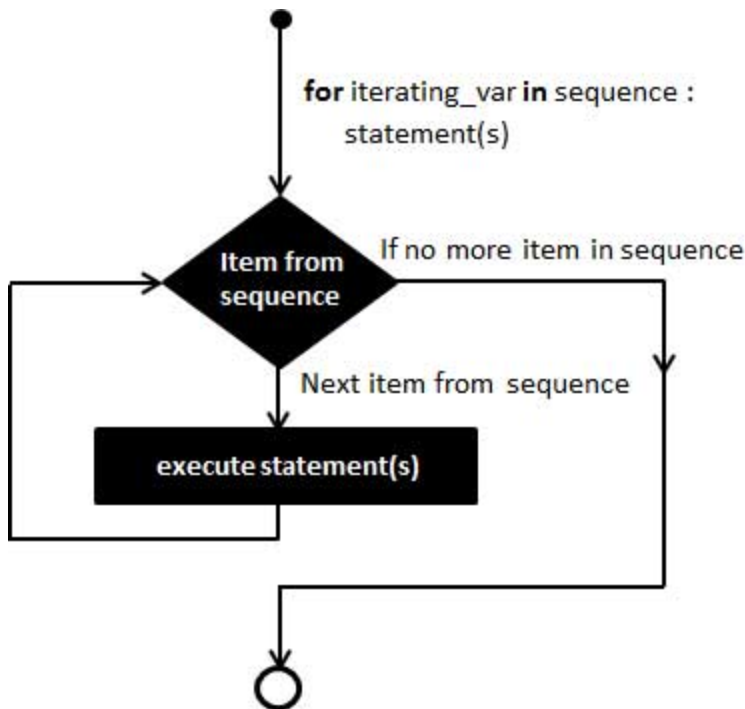 for iterating_var in sequence :
statement(s)
If no more item in sequence
Item from
sequence
Next item from sequence
execute statement(s)